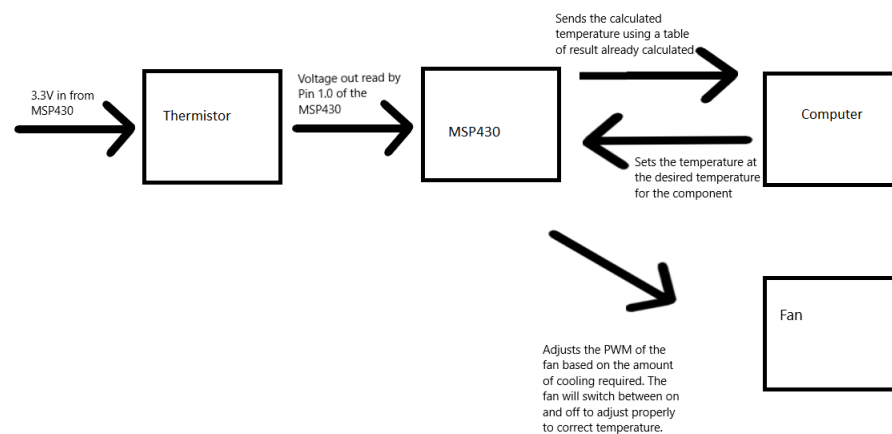 Sends the calculated
temperature using a table
of result already calculated
3.3V in from
MSP430
Thermistor
Voltage out read by
Pin 1.0 of the
MSP430
MSP430
Computer
Sets the temperature at
the desired temperature
for the component
Fan
Adjusts the PWM of the
fan based on the amount
of cooling required. The
fan will switch between on
and off to adjust properly
to correct temperature.